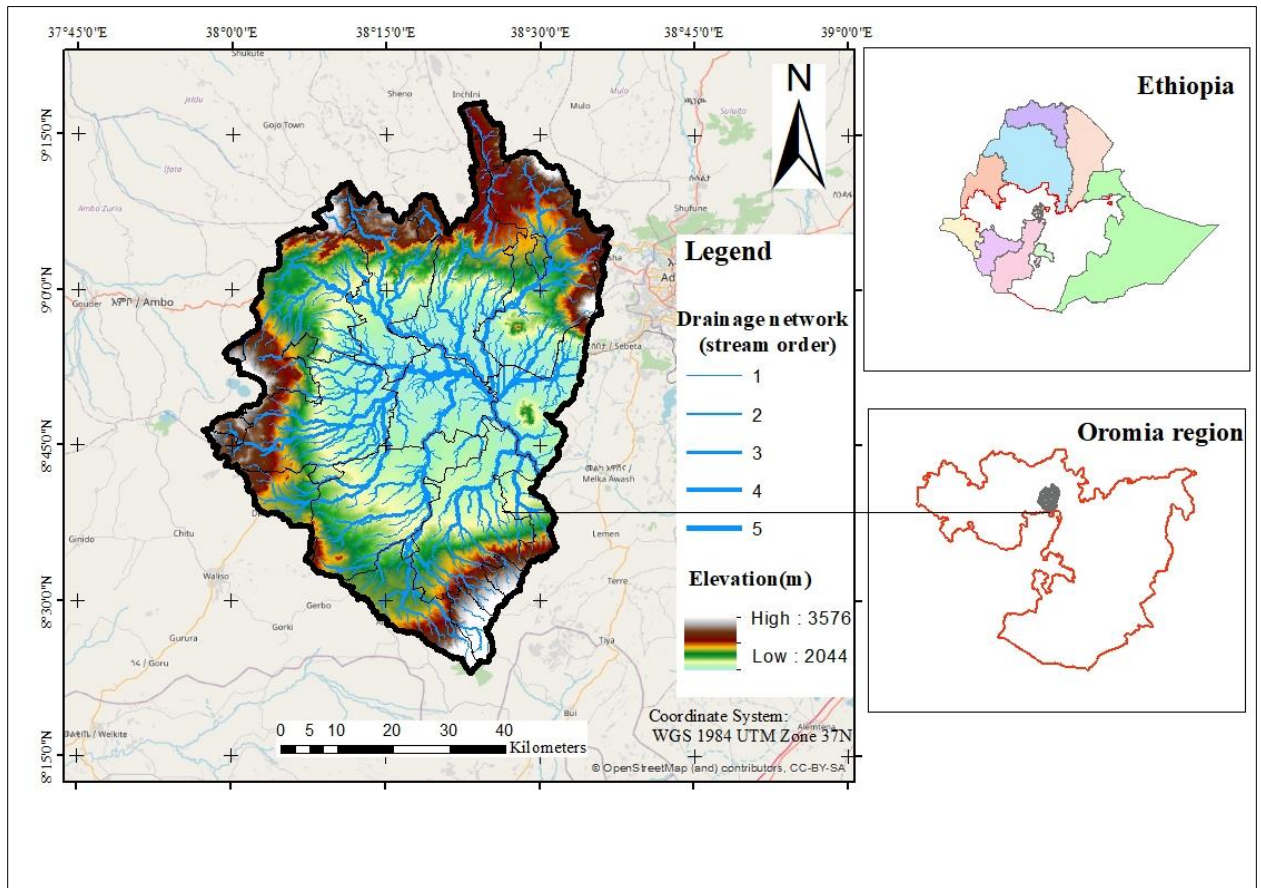 37°45'0"E
38°0'0"E
38°15'0"E
38°30'0"E
39°0'0"E
9°15'0"N
9°0'0"N
8°45'0"N
8°30'0"N
8°15'0"N
Shukute
Jeldu
Sheno
InchIni
Mulo
Mulo
Sululta
Gojo Town
Ifata
Ambo Zuria
Shufune
Gouder
አምቦ / Ambo
/ Sebeta
Melka Awash
Lemen
Ginido
Chitu
Waliso
Terre
Gerbo
Gorki
Gurura
Tiya
/ Goru
Bui
/ Welkite
Alemtena
N
Legend
Drainage network
(stream order)
1
2
3
4
5
Elevation(m)
High : 3576
Low : 2044
0 5 10 20 30 40
Kilometers
Coordinate System:
WGS 1984 UTM Zone 37N
© OpenStreetMap (and) contributors, CC-BY-SA
Ethiopia
Oromia region